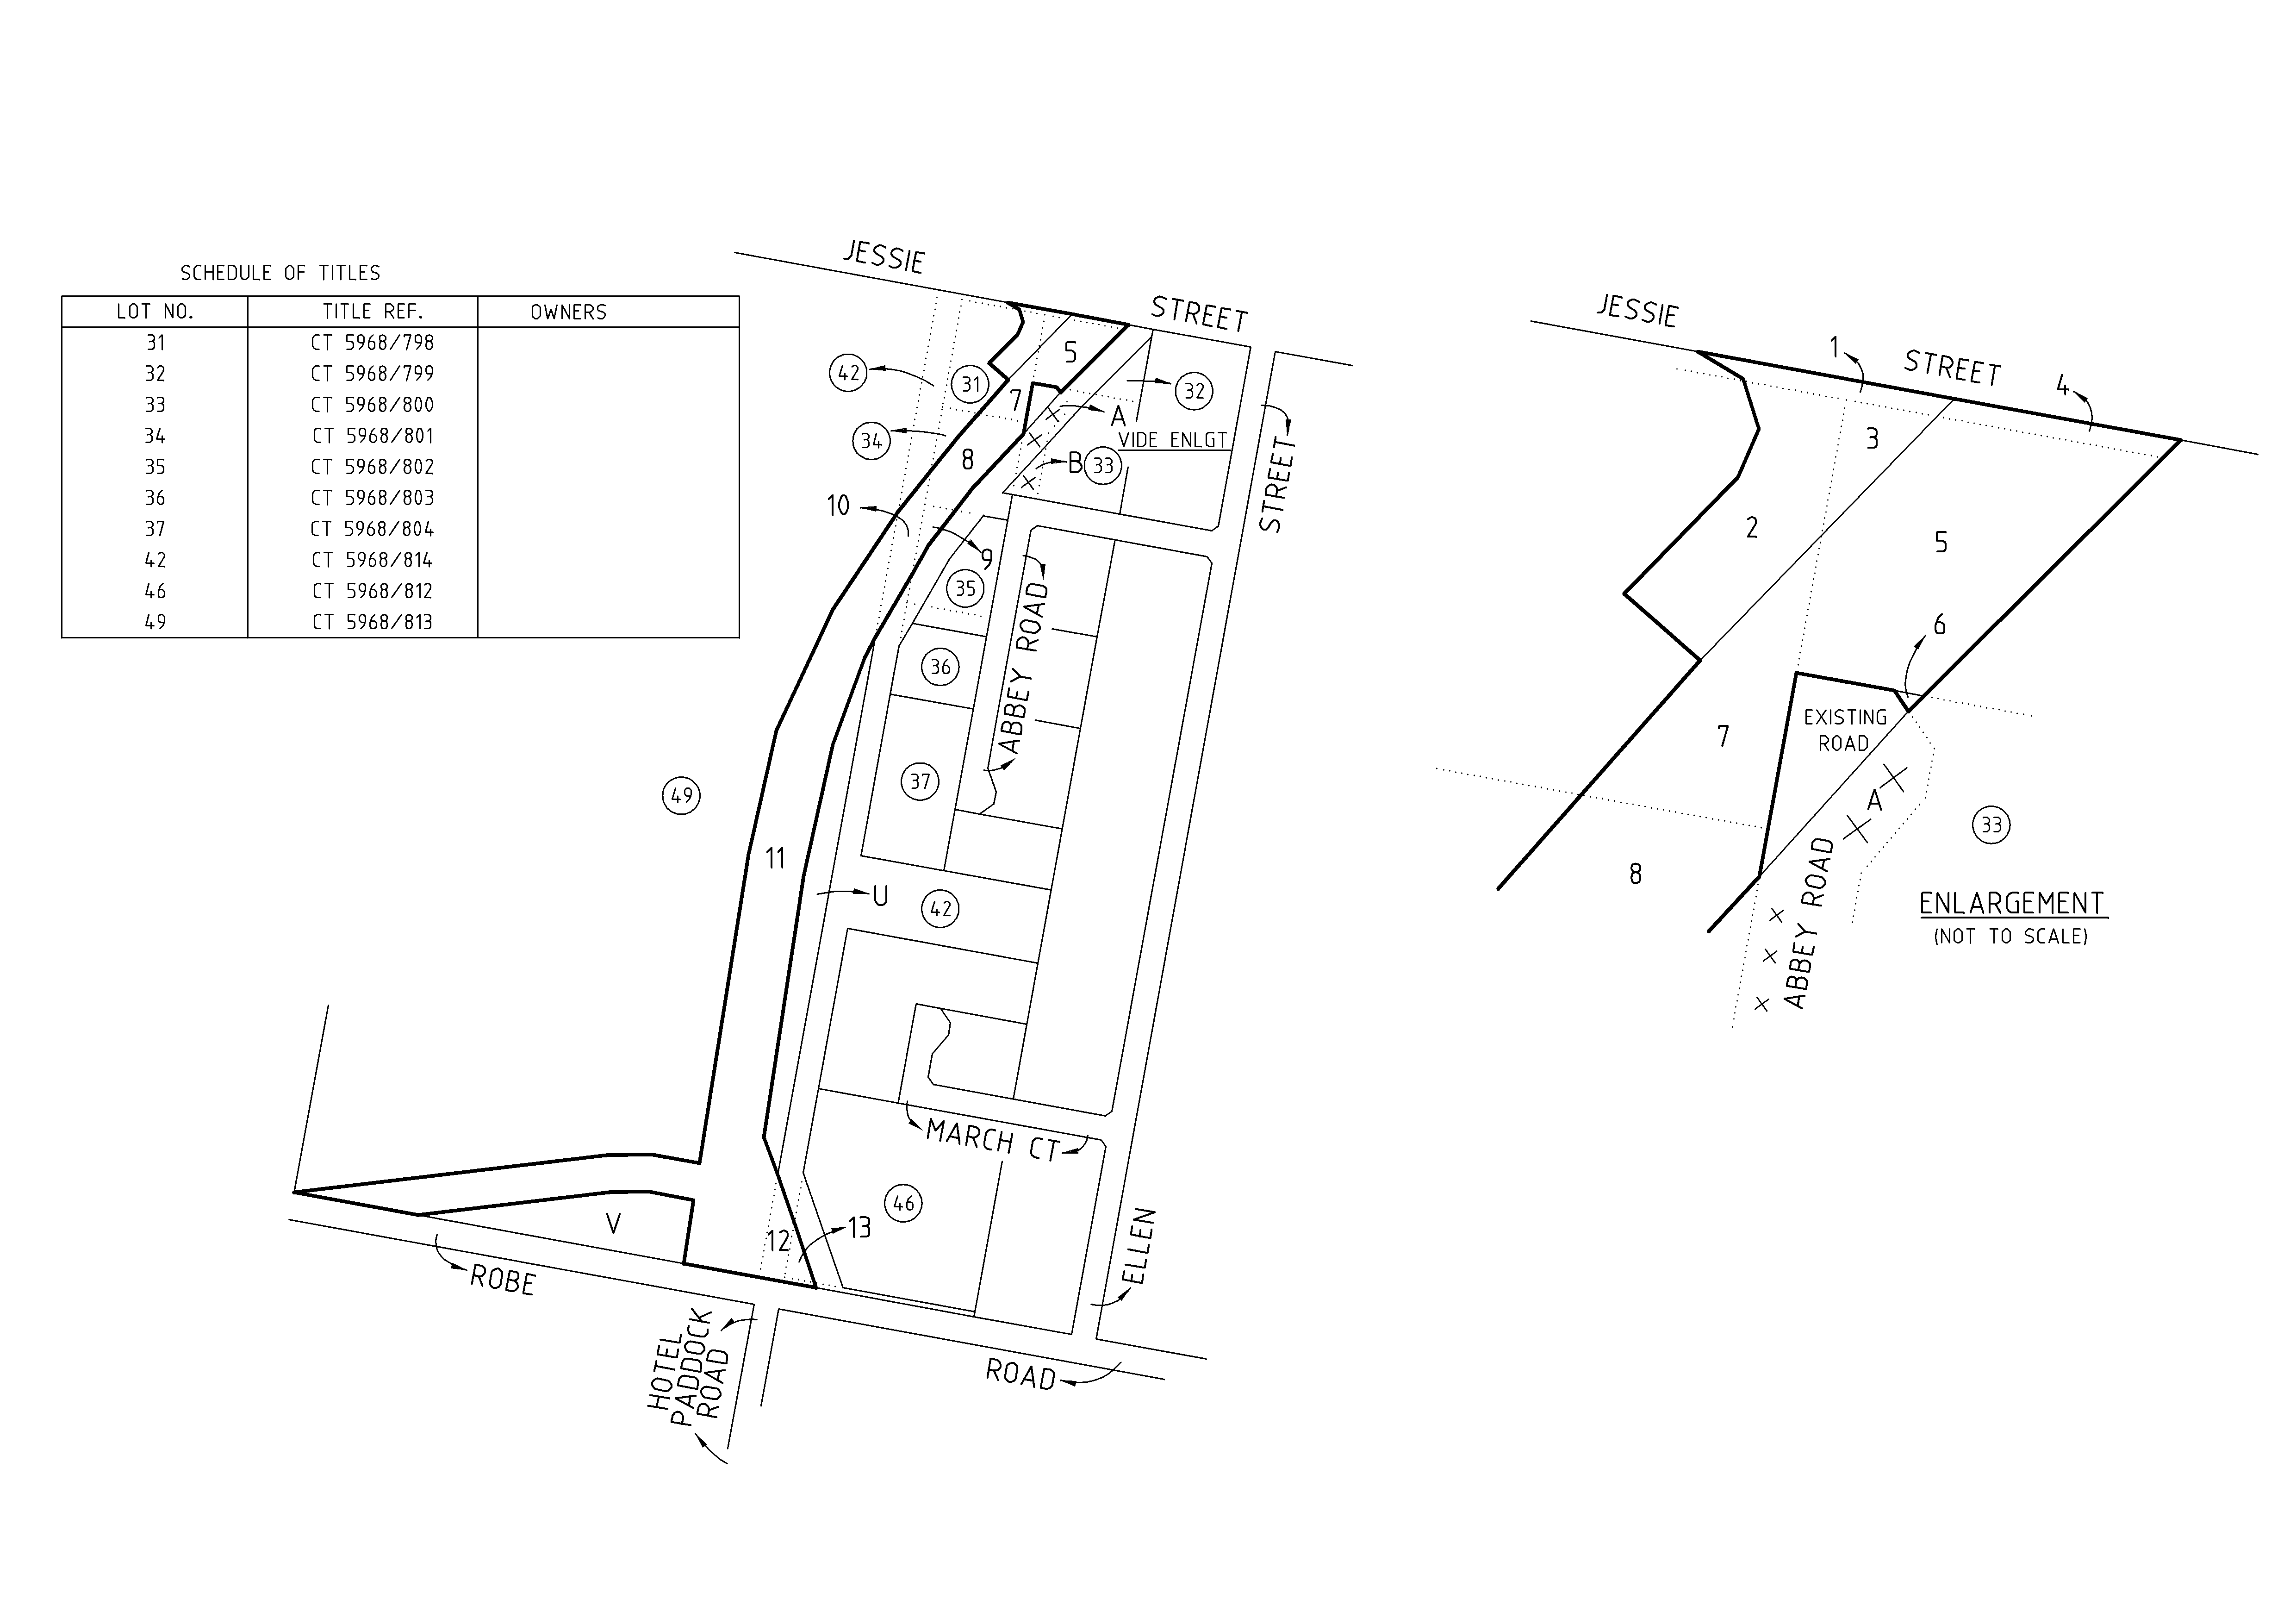 SCHEDULE OF TITLES
LOT NO. TITLE REF. OWNERS
31 CT 5968/798
32 CT 5968/799
33 CT 5968/800
34 CT 5968/801
35 CT 5968/802
36 CT 5968/803
37 CT 5968/804
42 CT 5968/814
46 CT 5968/812
49 CT 5968/813
JESSIE
STREET
5
42
31
32
7
A
34
VIDE ENLGT
8
B
33
STREET
10
9
35
ABBEY ROAD
36
37
49
11
U
42
MARCH CT
46
V
12
13
ELLEN
ROBE
HOTEL
PADDOCK
ROAD
ROAD
JESSIE
1
STREET
4
3
2
5
6
EXISTING
ROAD
7
A
33
8
ABBEY ROAD
ENLARGEMENT
(NOT TO SCALE)